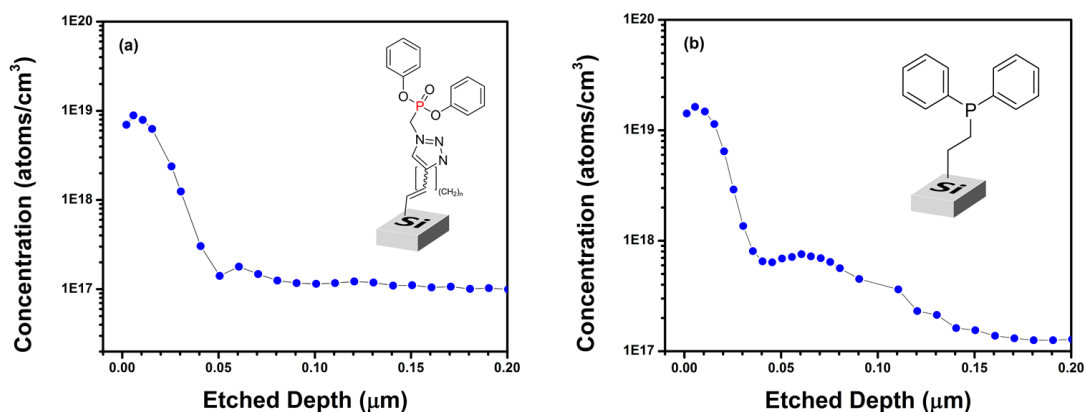 (a)
1E20
1E19
1E18
1E17
Concentration (atoms/cm³)
0.00 0.05 0.10 0.15 0.20
Etched Depth (μm)
O
O
P
O
N
N
N
(CH₂)n
Si
(b)
1E20
1E19
1E18
1E17
Concentration (atoms/cm³)
0.00 0.05 0.10 0.15 0.20
Etched Depth (μm)
P
Si